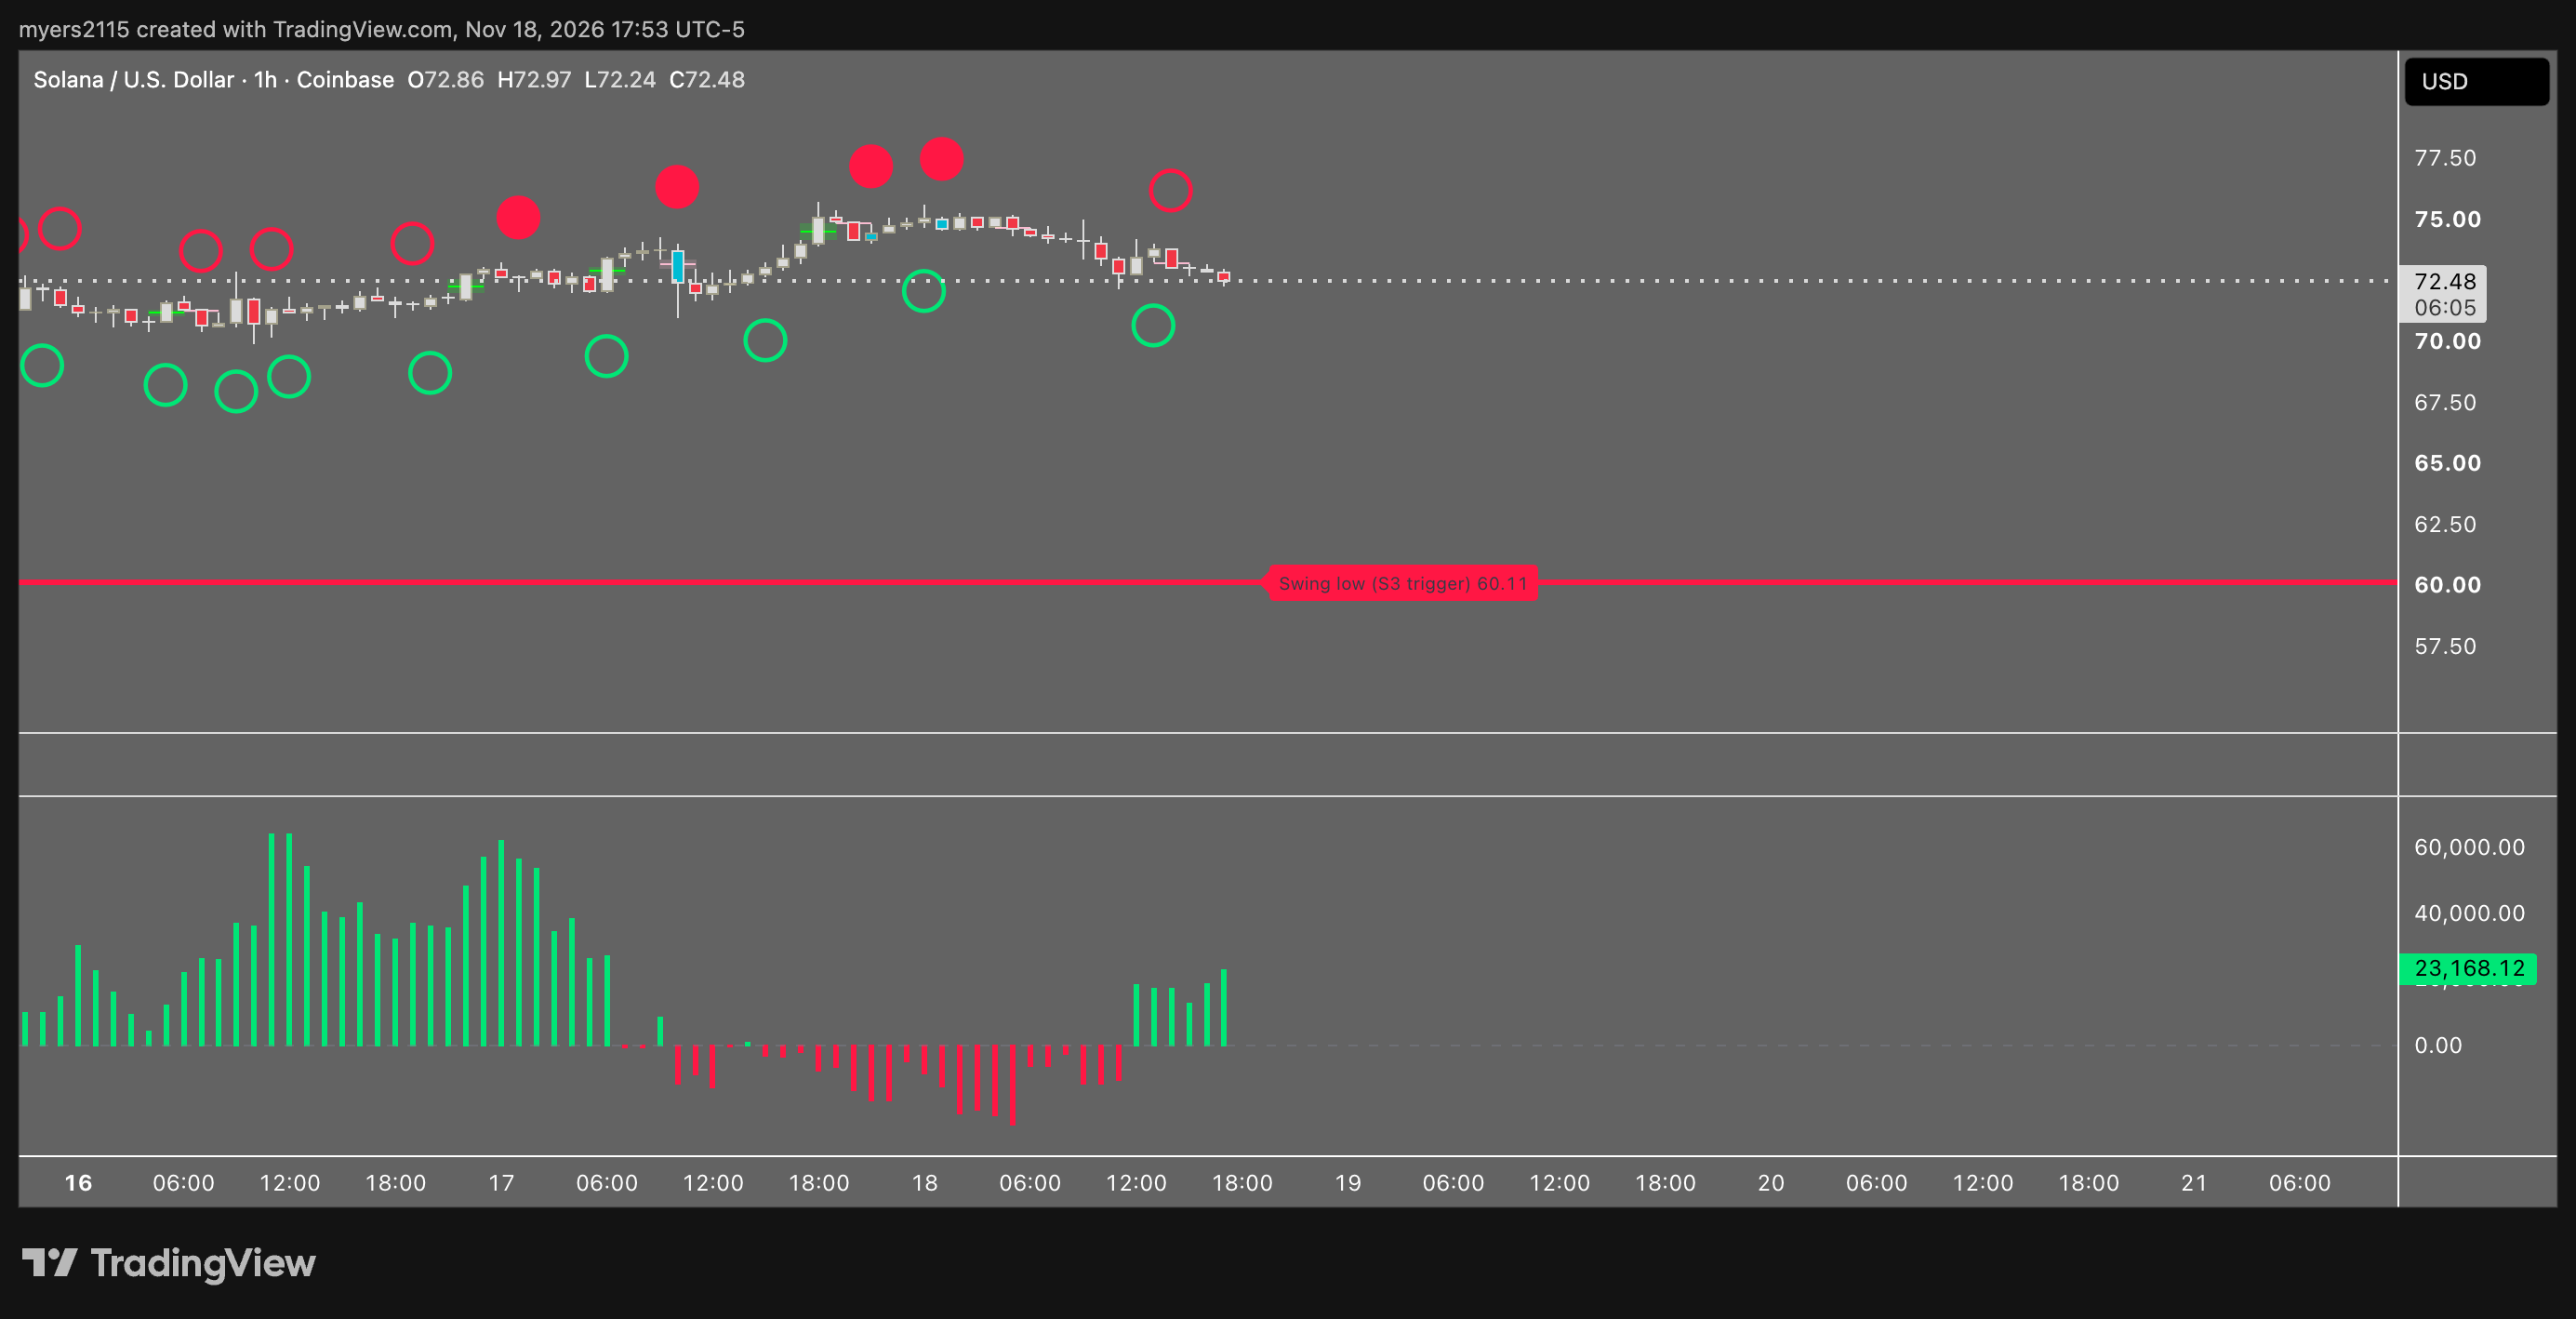 myers2115 created with TradingView.com, Nov 18, 2026 17:53 UTC-5
Solana / U.S. Dollar · 1h · Coinbase O72.86 H72.97 L72.24 C72.48
USD
77.50
75.00
72.48
06:05
70.00
67.50
65.00
62.50
Swing low (S3 trigger) 60.11
60.00
57.50
60,000.00
40,000.00
23,168.12
0.00
16 06:00 12:00 18:00 17 06:00 12:00 18:00 18 06:00 12:00 18:00 19 06:00 12:00 18:00 20 06:00 12:00 18:00 21 06:00
TradingView